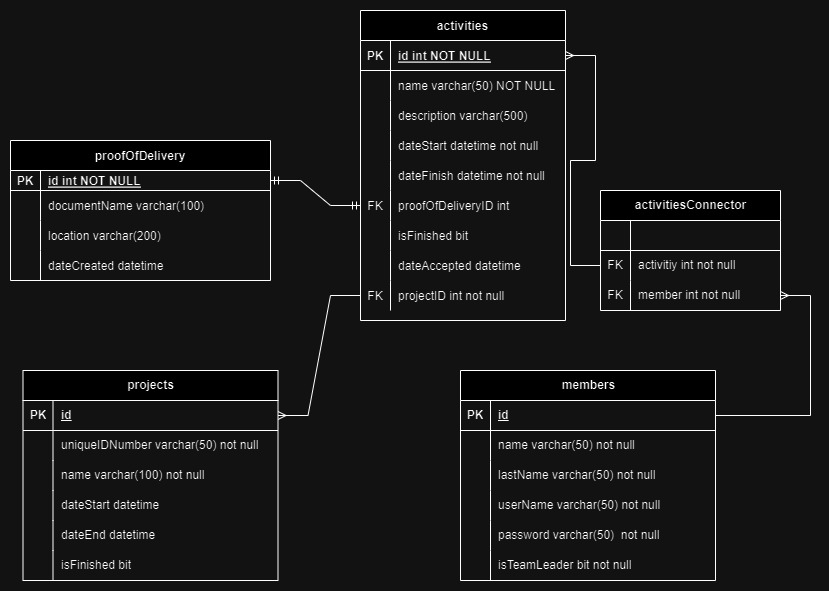 activities
PK id int NOT NULL
name varchar(50) NOT NULL
description varchar(500)
dateStart datetime not null
dateFinish datetime not null
FK proofOfDeliveryID int
isFinished bit
dateAccepted datetime
FK projectID int not null
proofOfDelivery
PK id int NOT NULL
documentName varchar(100)
location varchar(200)
dateCreated datetime
activitiesConnector
FK activitiy int not null
FK member int not null
projects
PK id
uniqueIDNumber varchar(50) not null
name varchar(100) not null
dateStart datetime
dateEnd datetime
isFinished bit
members
PK id
name varchar(50) not null
lastName varchar(50) not null
userName varchar(50) not null
password varchar(50) not null
isTeamLeader bit not null